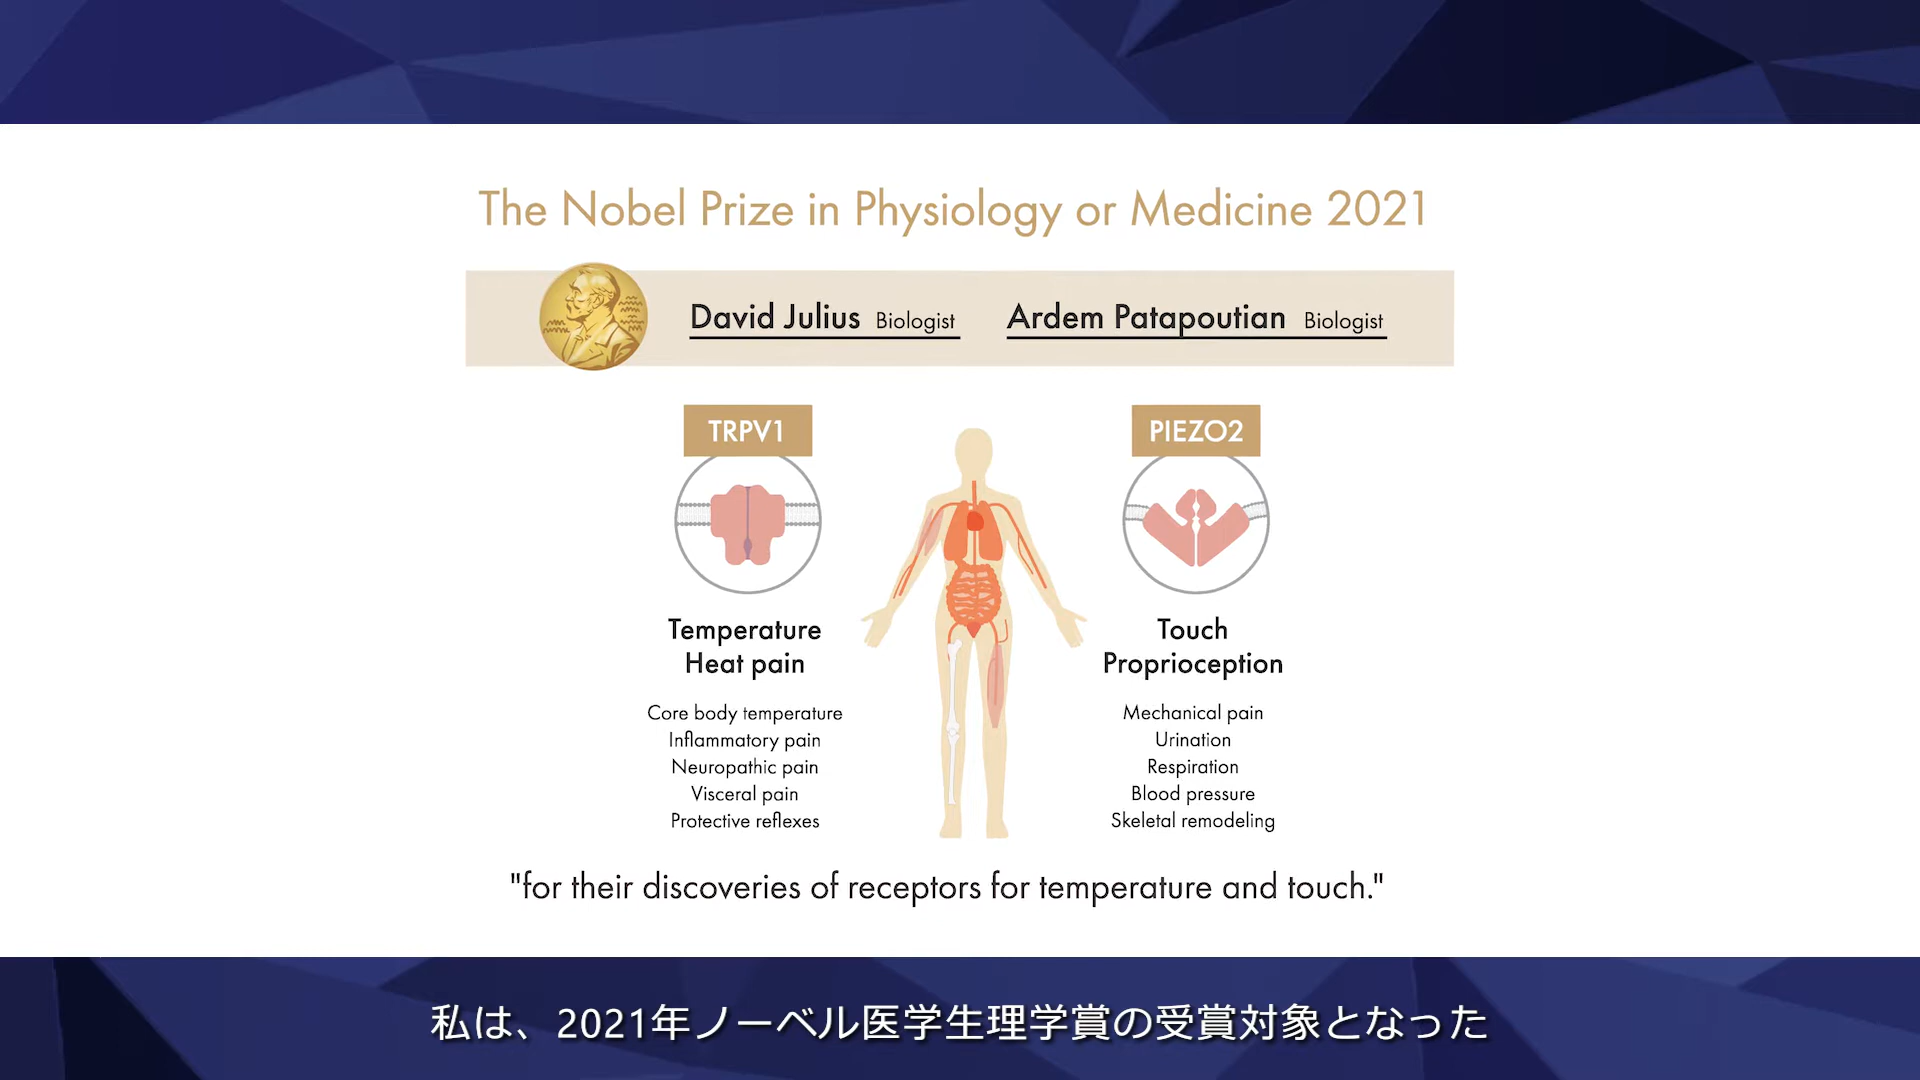 The Nobel Prize in Physiology or Medicine 2021
David Julius Biologist Ardem Patapoutian Biologist
TRPV1
Temperature
Heat pain
Core body temperature
Inflammatory pain
Neuropathic pain
Visceral pain
Protective reflexes
PIEZO2
Touch
Proprioception
Mechanical pain
Urination
Respiration
Blood pressure
Skeletal remodeling
"for their discoveries of receptors for temperature and touch."
私は、2021年ノーベル医学生理学賞の受賞対象となった